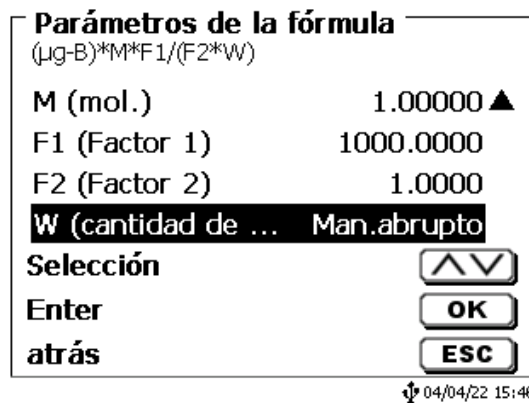 Parámetros de la fórmula
(µg-B)*M*F1/(F2*W)
M (mol.) 1.00000
F1 (Factor 1) 1000.0000
F2 (Factor 2) 1.0000
W (cantidad de ... Man.abrupto
Selección
Enter OK
atrás ESC
04/04/22 15:46